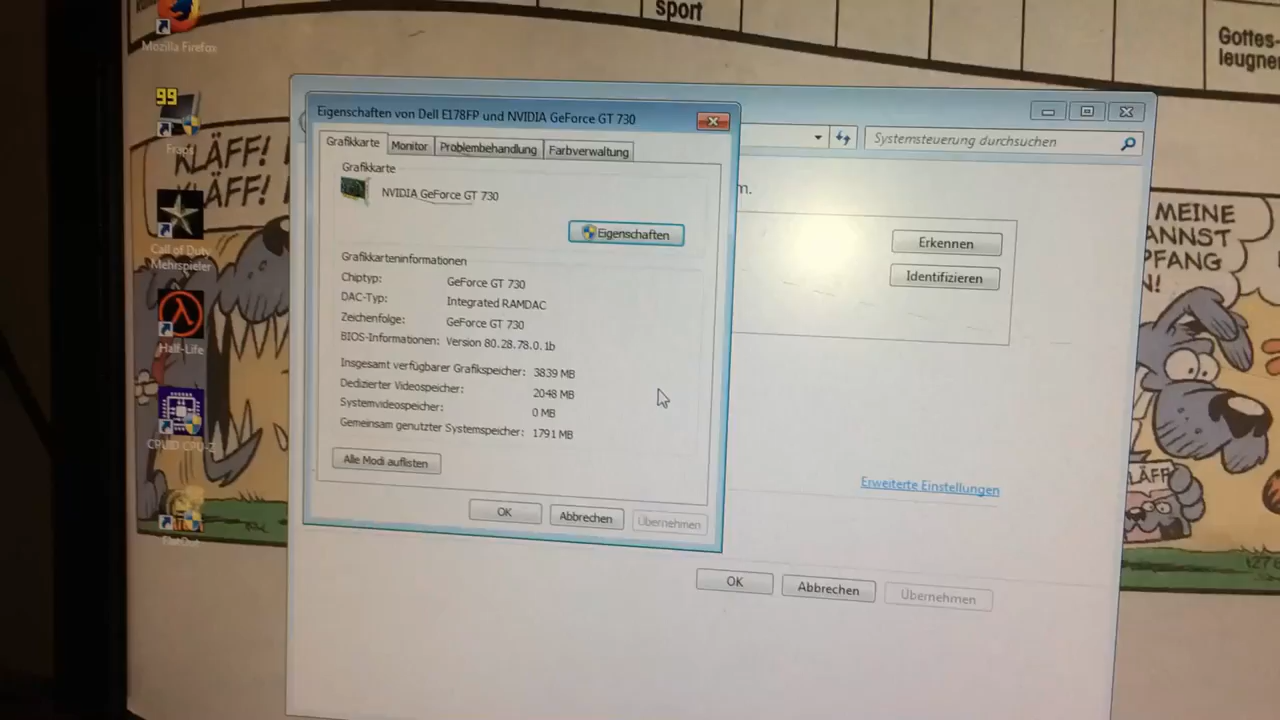 sport
Gottes-
leugner
Mozilla Firefox
99
Fraps
KLÄFF!
KLÄFF!
Call of Duty
Mehrspieler
Half-Life
CPUID CPU-Z
FlatOut
Eigenschaften von Dell E178FP und NVIDIA GeForce GT 730
Grafikkarte
Monitor
Problembehandlung
Farbverwaltung
Grafikkarte
NVIDIA GeForce GT 730
Eigenschaften
Grafikkarteninformationen
Chiptyp: GeForce GT 730
DAC-Typ: Integrated RAMDAC
Zeichenfolge: GeForce GT 730
BIOS-Informationen: Version 80.28.78.0.1b
Insgesamt verfügbarer Grafikspeicher: 3839 MB
Dedizierter Videospeicher: 2048 MB
Systemvideospeicher: 0 MB
Gemeinsam genutzter Systemspeicher: 1791 MB
Alle Modi auflisten
OK
Abbrechen
Übernehmen
Systemsteuerung durchsuchen
m.
Erkennen
Identifizieren
Erweiterte Einstellungen
OK
Abbrechen
Übernehmen
MEINE
ANNST
PFANG
N!
LÄFF